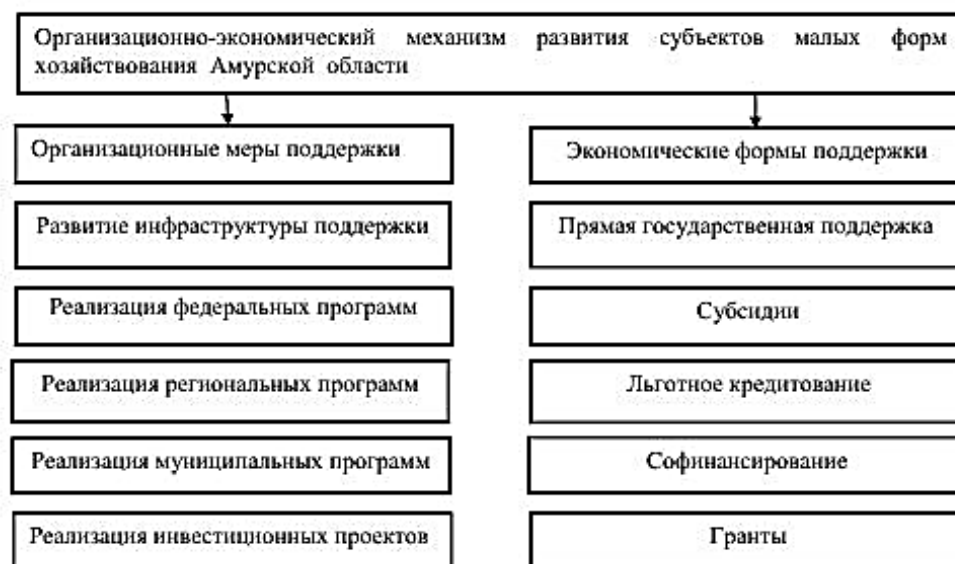 Организационно-экономический механизм развития субъектов малых форм
хозяйствования Амурской области
Организационные меры поддержки
Экономические формы поддержки
Развитие инфраструктуры поддержки
Прямая государственная поддержка
Реализация федеральных программ
Субсидии
Реализация региональных программ
Льготное кредитование
Реализация муниципальных программ
Софинансирование
Реализация инвестиционных проектов
Гранты